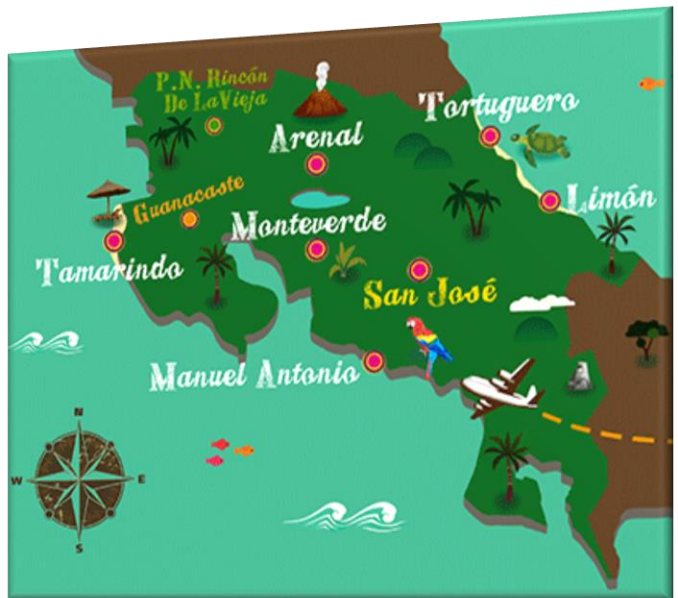 P.N. Rincón
De LaVieja
Tortuguero
Arenal
Guanacaste
Limón
Monteverde
Tamarindo
San José
Manuel Antonio
N
W
E
S